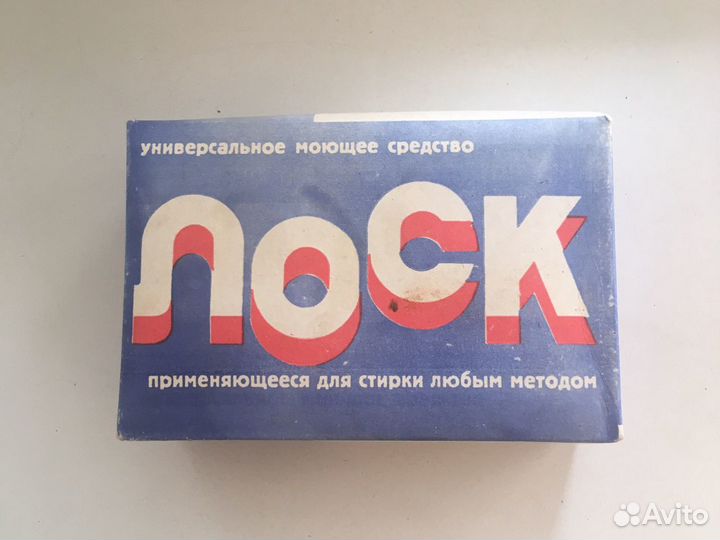 универсальное моющее средство
ЛОСК
применяющееся для стирки любым методом
Avito